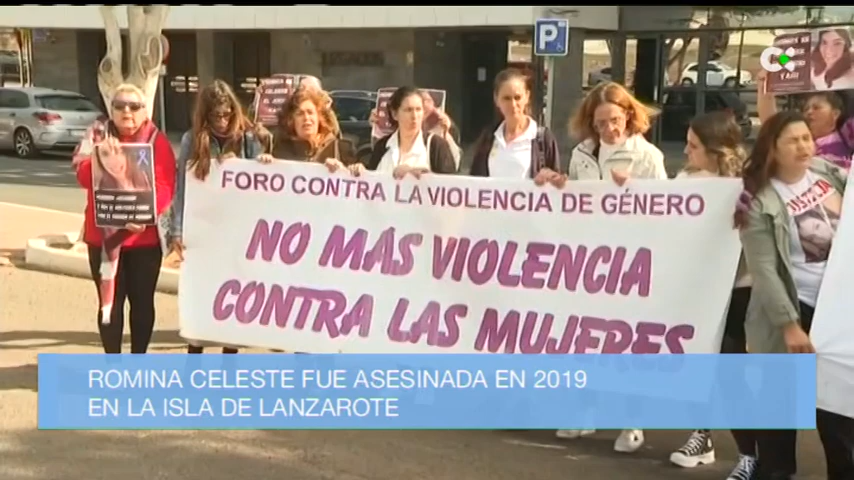 P
FORO CONTRA LA VIOLENCIA DE GÉNERO
NO MÁS VIOLENCIA
CONTRA LAS MUJERES
JUSTICIA
ROMINA CELESTE FUE ASESINADA EN 2019
EN LA ISLA DE LANZAROTE